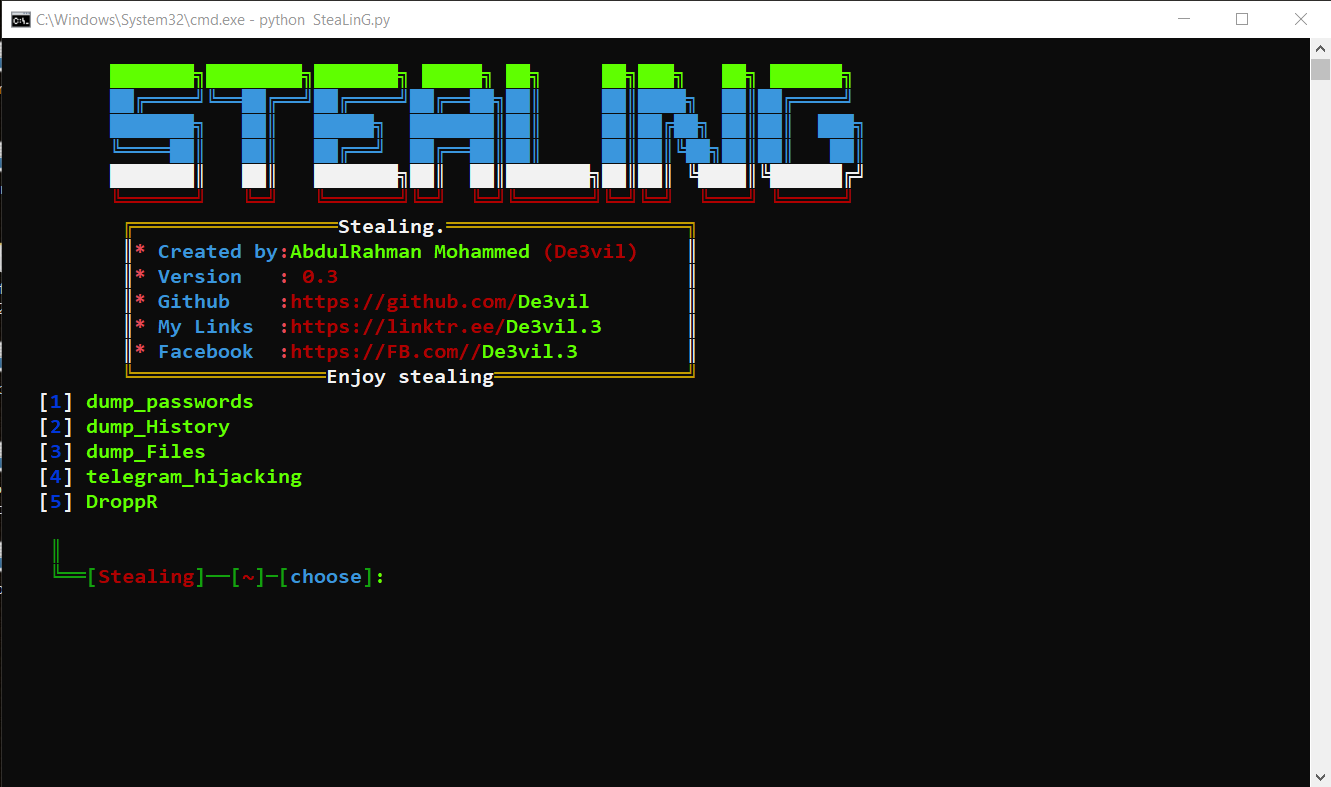 C:\Windows\System32\cmd.exe - python  SteaLinG.py
STEALING
Stealing.
* Created by:AbdulRahman Mohammed (De3vil)
* Version   : 0.3
* Github    :https://github.com/De3vil
* My Links  :https://linktr.ee/De3vil.3
* Facebook  :https://FB.com//De3vil.3
Enjoy stealing
[1] dump_passwords
[2] dump_History
[3] dump_Files
[4] telegram_hijacking
[5] DroppR
[Stealing]──[~]─[choose]: